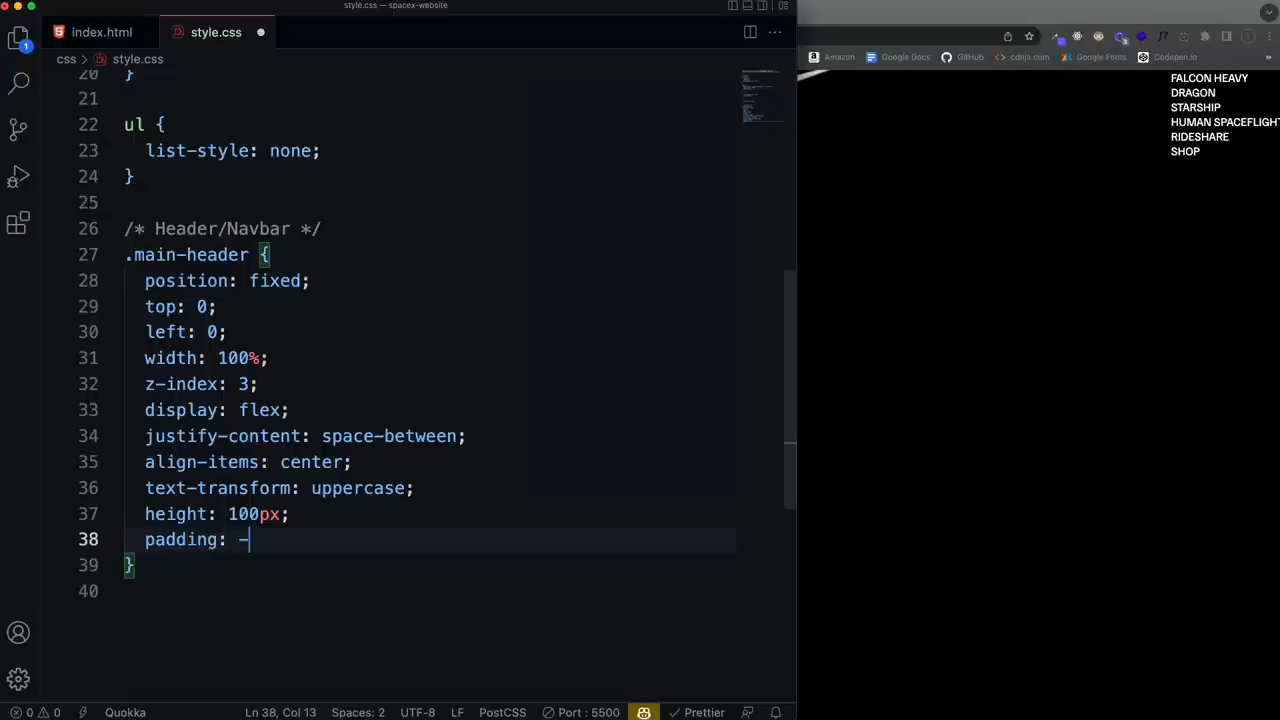 style.css — spacex-website
index.html
style.css
css > style.css
1
20 }
21
22 ul {
23 list-style: none;
24 }
25
26 /* Header/Navbar */
27 .main-header {
28 position: fixed;
29 top: 0;
30 left: 0;
31 width: 100%;
32 z-index: 3;
33 display: flex;
34 justify-content: space-between;
35 align-items: center;
36 text-transform: uppercase;
37 height: 100px;
38 padding: -
39 }
40
0 0 Quokka Ln 38, Col 13 Spaces: 2 UTF-8 LF PostCSS Port : 5500 Prettier
Amazon Google Docs GitHub cdnjs.com Google Fonts Codepen.io »
FALCON HEAVY
DRAGON
STARSHIP
HUMAN SPACEFLIGHT
RIDESHARE
SHOP